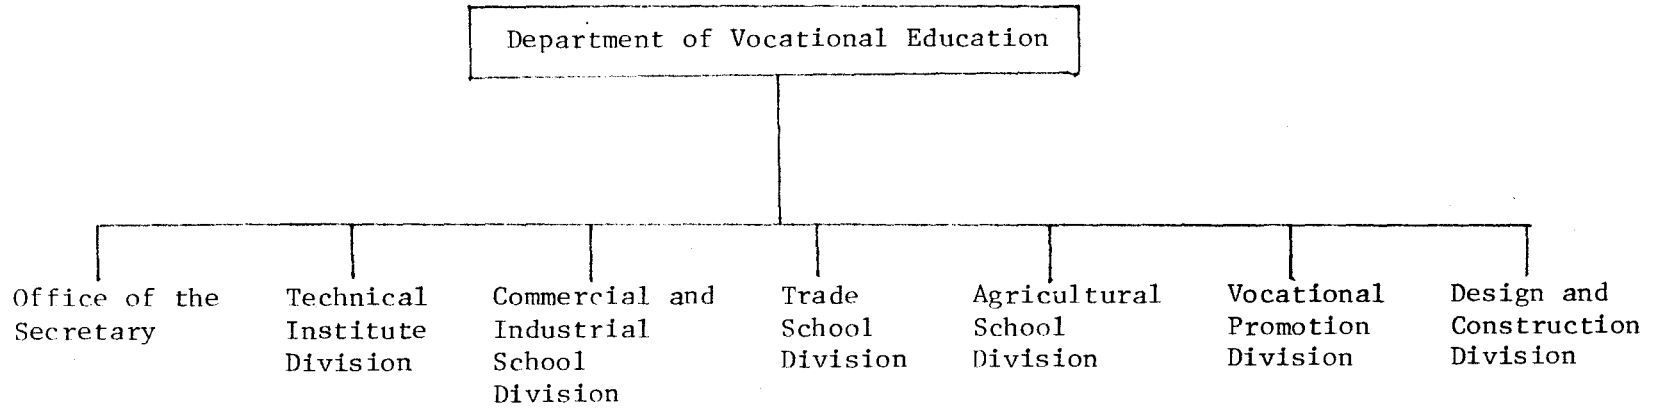 Department of Vocational Education
Office of the
Secretary
Technical
Institute
Division
Commercial and
Industrial
School
Division
Trade
School
Division
Agricultural
School
Division
Vocational
Promotion
Division
Design and
Construction
Division